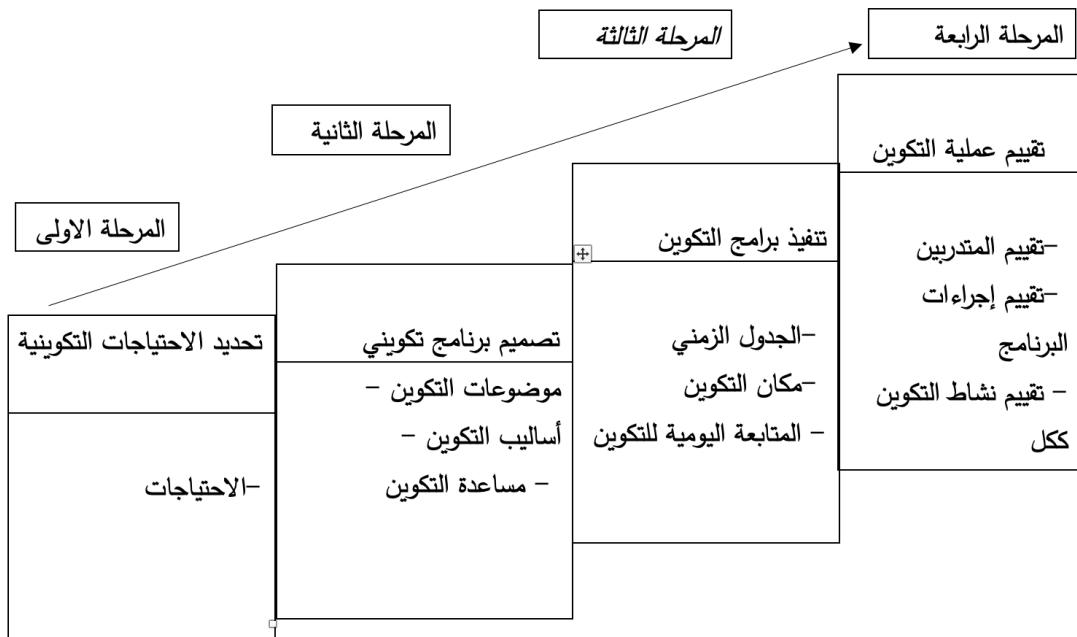 المرحلة الاولى
تحديد الاحتياجات التكوينية
–الاحتياجات
المرحلة الثانية
تصميم برنامج تكويني
موضوعات التكوين –
أساليب التكوين –
– مساعدة التكوين
المرحلة الثالثة
تنفيذ برامج التكوين
–الجدول الزمني
–مكان التكوين
– المتابعة اليومية للتكوين
المرحلة الرابعة
تقييم عملية التكوين
–تقييم المتدربين
–تقييم إجراءات
البرنامج
– تقييم نشاط التكوين
ككل